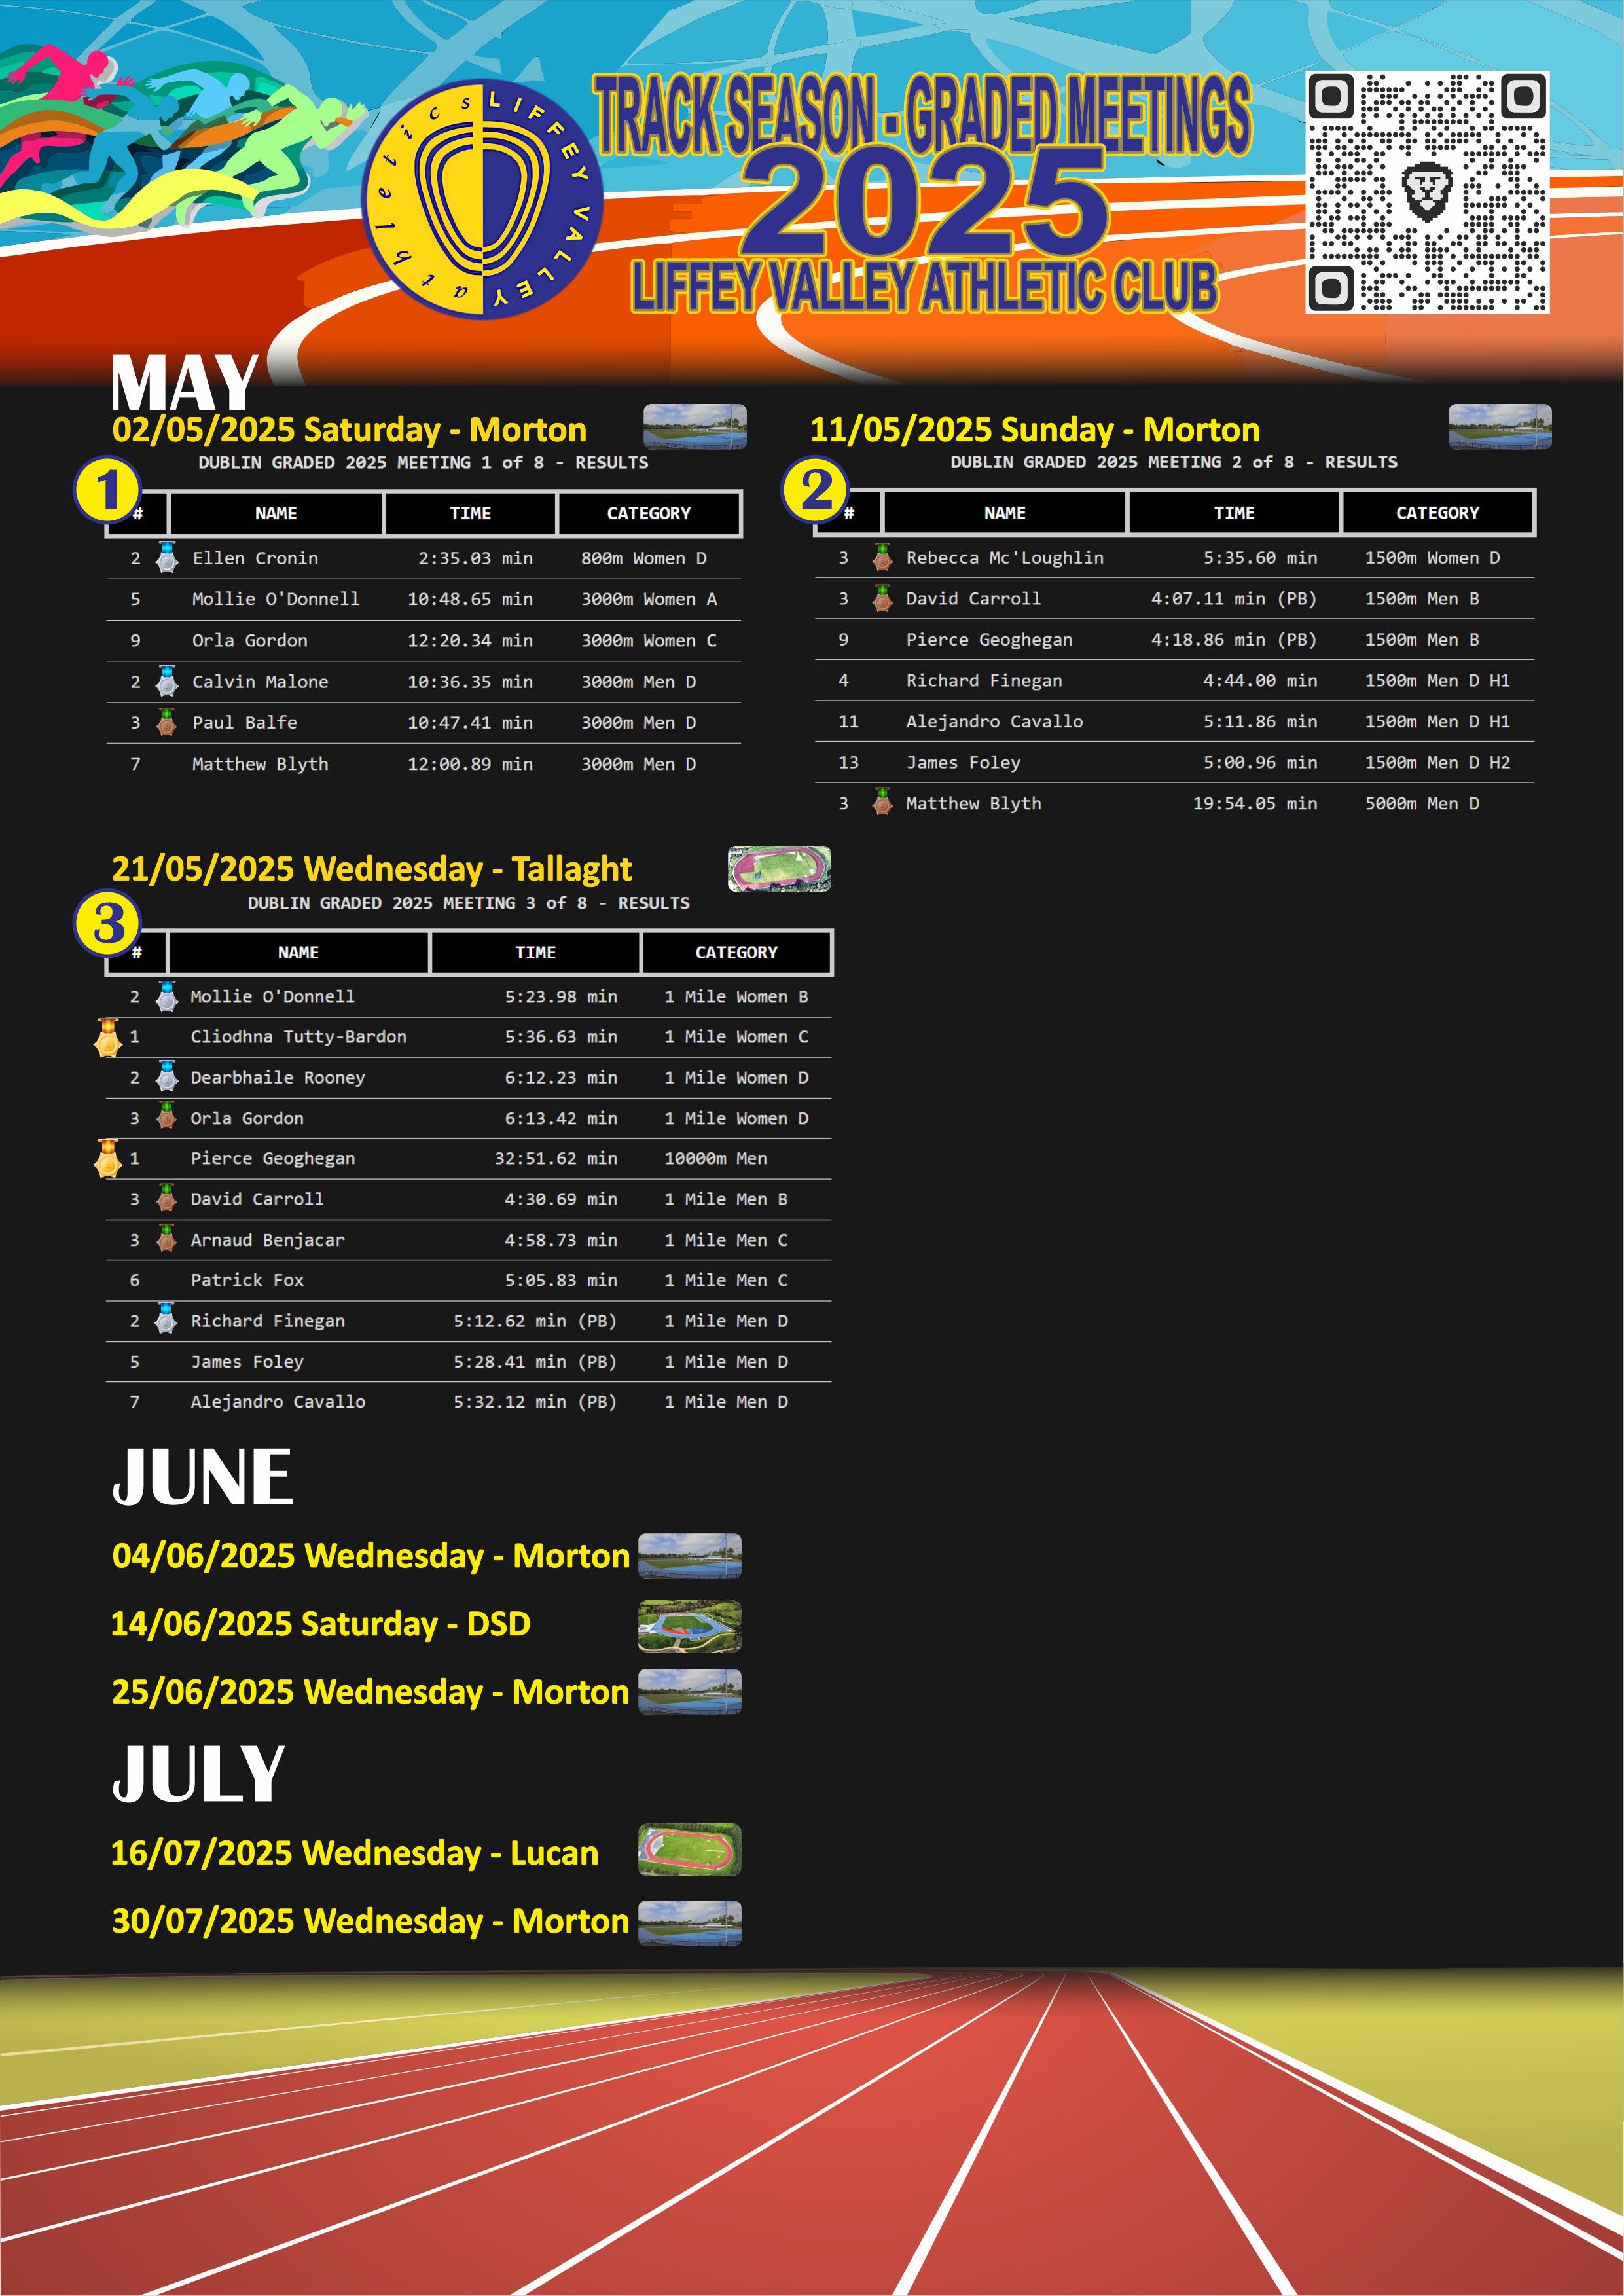 TRACK SEASON - GRADED MEETINGS
2025
LIFFEY VALLEY ATHLETIC CLUB
LIFFEY VALLEY
athletics
MAY
02/05/2025 Saturday - Morton
DUBLIN GRADED 2025 MEETING 1 of 8 - RESULTS
1
# NAME TIME CATEGORY
2 Ellen Cronin 2:35.03 min 800m Women D
5 Mollie O'Donnell 10:48.65 min 3000m Women A
9 Orla Gordon 12:20.34 min 3000m Women C
2 Calvin Malone 10:36.35 min 3000m Men D
3 Paul Balfe 10:47.41 min 3000m Men D
7 Matthew Blyth 12:00.89 min 3000m Men D
11/05/2025 Sunday - Morton
DUBLIN GRADED 2025 MEETING 2 of 8 - RESULTS
2
# NAME TIME CATEGORY
3 Rebecca Mc'Loughlin 5:35.60 min 1500m Women D
3 David Carroll 4:07.11 min (PB) 1500m Men B
9 Pierce Geoghegan 4:18.86 min (PB) 1500m Men B
4 Richard Finegan 4:44.00 min 1500m Men D H1
11 Alejandro Cavallo 5:11.86 min 1500m Men D H1
13 James Foley 5:00.96 min 1500m Men D H2
3 Matthew Blyth 19:54.05 min 5000m Men D
21/05/2025 Wednesday - Tallaght
DUBLIN GRADED 2025 MEETING 3 of 8 - RESULTS
3
# NAME TIME CATEGORY
2 Mollie O'Donnell 5:23.98 min 1 Mile Women B
1 Cliodhna Tutty-Bardon 5:36.63 min 1 Mile Women C
2 Dearbhaile Rooney 6:12.23 min 1 Mile Women D
3 Orla Gordon 6:13.42 min 1 Mile Women D
1 Pierce Geoghegan 32:51.62 min 10000m Men
3 David Carroll 4:30.69 min 1 Mile Men B
3 Arnaud Benjacar 4:58.73 min 1 Mile Men C
6 Patrick Fox 5:05.83 min 1 Mile Men C
2 Richard Finegan 5:12.62 min (PB) 1 Mile Men D
5 James Foley 5:28.41 min (PB) 1 Mile Men D
7 Alejandro Cavallo 5:32.12 min (PB) 1 Mile Men D
JUNE
04/06/2025 Wednesday - Morton
14/06/2025 Saturday - DSD
25/06/2025 Wednesday - Morton
JULY
16/07/2025 Wednesday - Lucan
30/07/2025 Wednesday - Morton